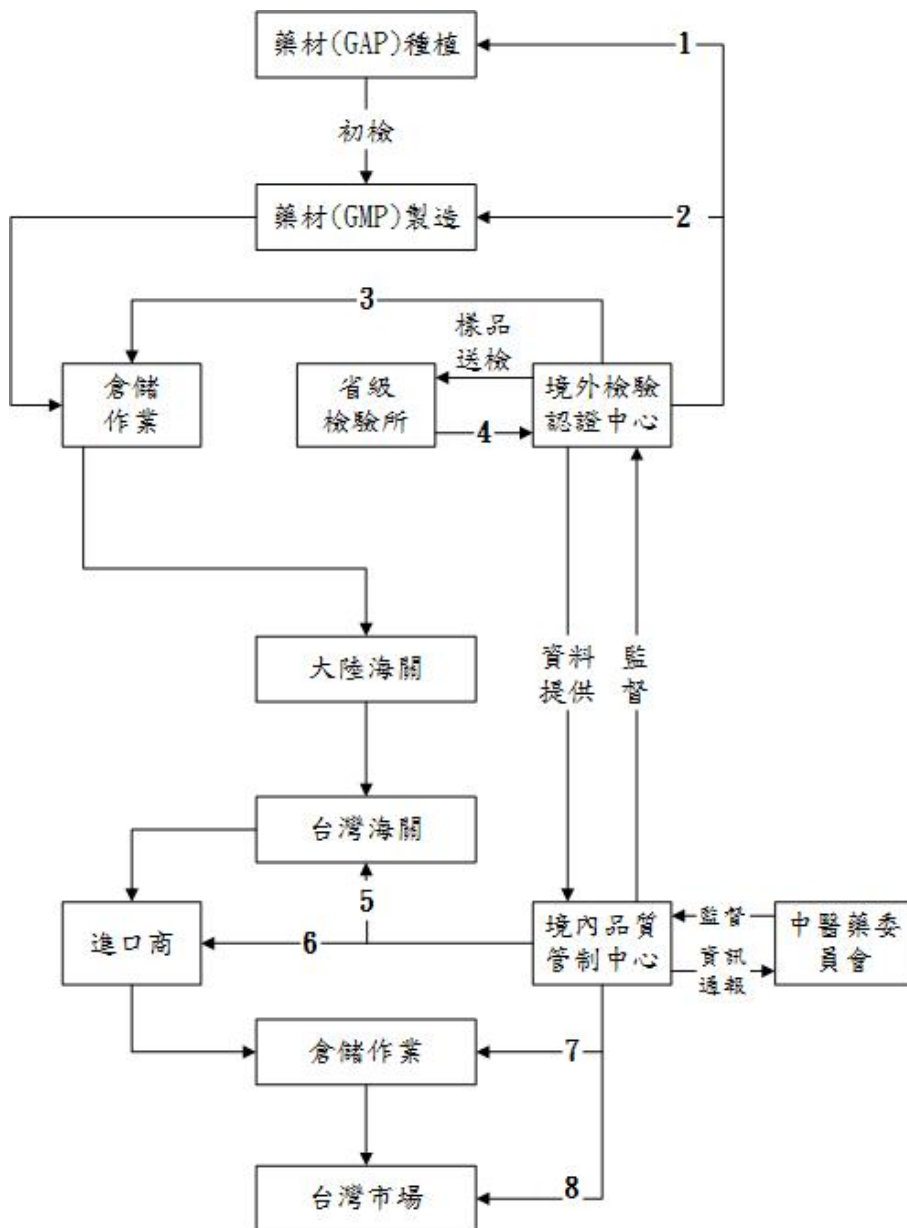 藥材(GAP)種植
1
初檢
藥材(GMP)製造
2
3
倉儲
作業
樣品
送檢
省級
檢驗所
4
境外檢驗
認證中心
大陸海關
資料
提供
監
督
台灣海關
5
進口商
6
境內品質
管制中心
監督
資訊
通報
中醫藥委
員會
倉儲作業
7
台灣市場
8